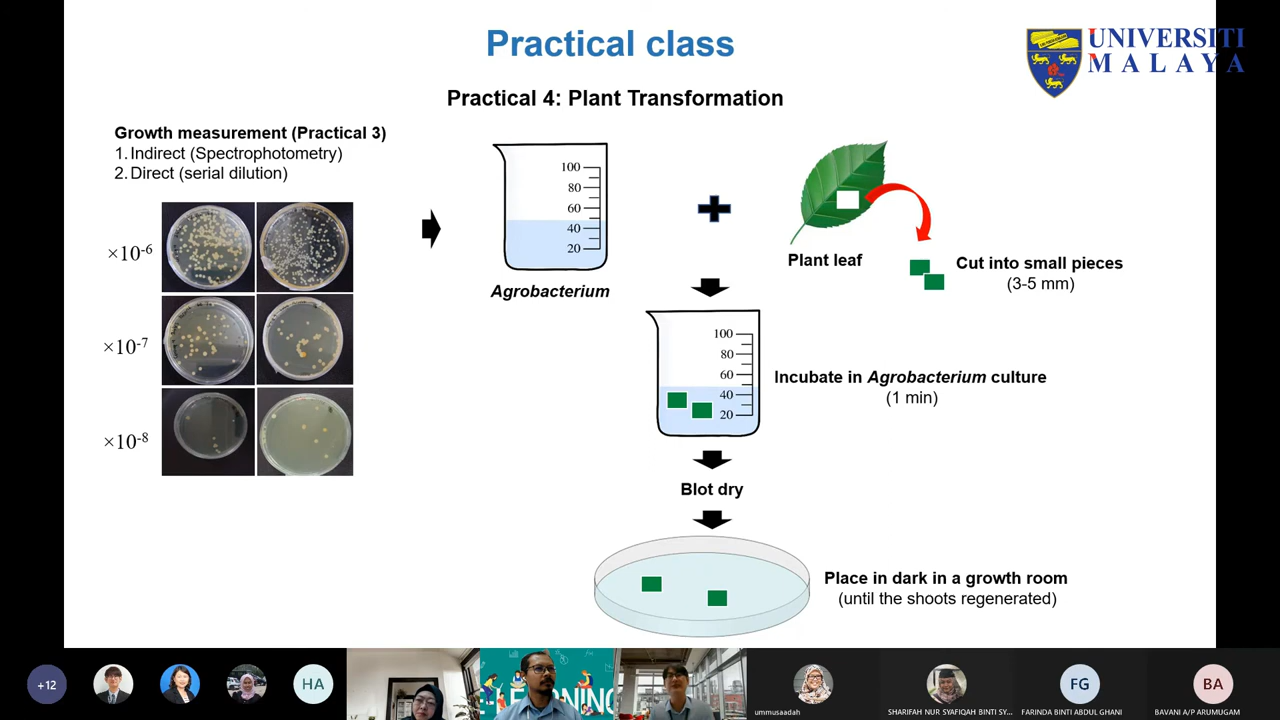 Practical class
UNIVERSITI
MALAYA
Practical 4: Plant Transformation
Growth measurement (Practical 3)
1. Indirect (Spectrophotometry)
2. Direct (serial dilution)
×10-6
×10-7
×10-8
100
80
60
40
20
Agrobacterium
Plant leaf
Cut into small pieces
(3-5 mm)
100
80
60
40
20
Incubate in Agrobacterium culture
(1 min)
Blot dry
Place in dark in a growth room
(until the shoots regenerated)
+12
HA
ummusaadah
SHARIFAH NUR SYAFIQAH BINTI SY...
FG
FARINDA BINTI ABDUL GHANI
BA
BAVANI A/P ARUMUGAM